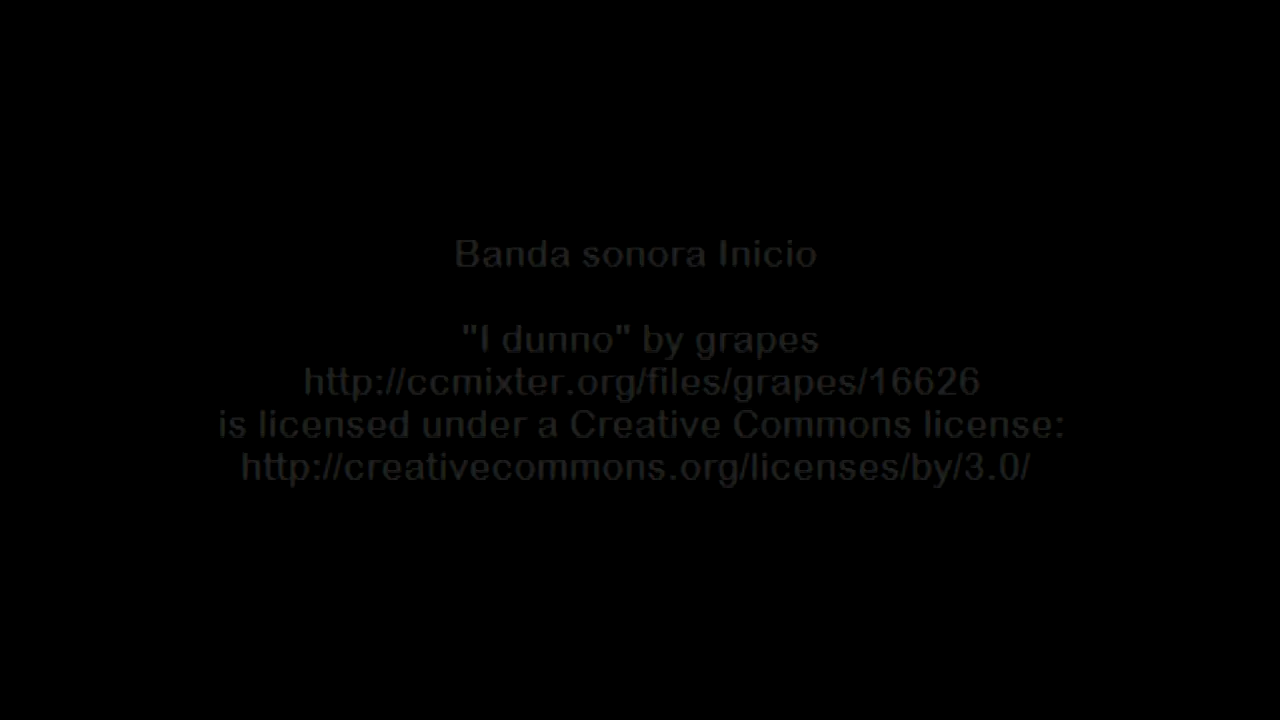 Banda sonora Inicio
"I dunno" by grapes
http://ccmixter.org/files/grapes/16626
is licensed under a Creative Commons license:
http://creativecommons.org/licenses/by/3.0/